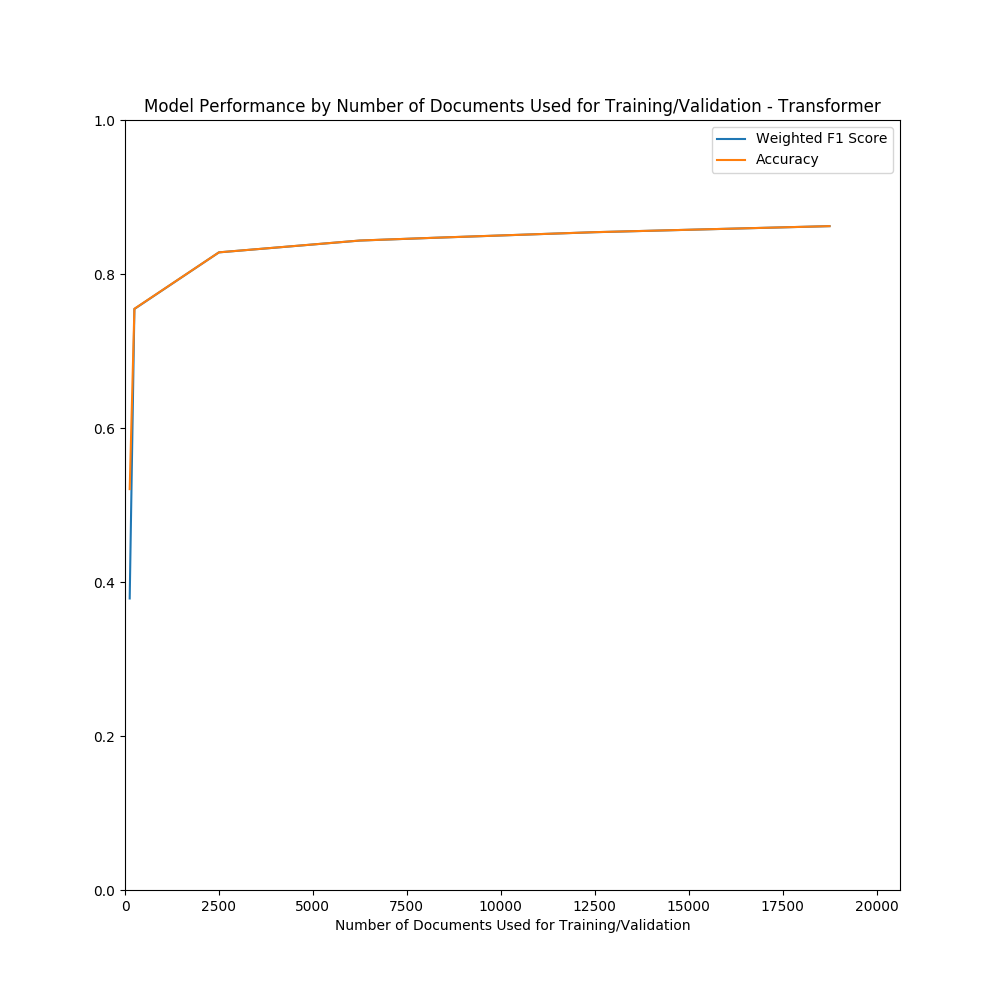 Model Performance by Number of Documents Used for Training/Validation - Transformer
Weighted F1 Score
Accuracy
1.0
0.8
0.6
0.4
0.2
0.0
0 2500 5000 7500 10000 12500 15000 17500 20000
Number of Documents Used for Training/Validation